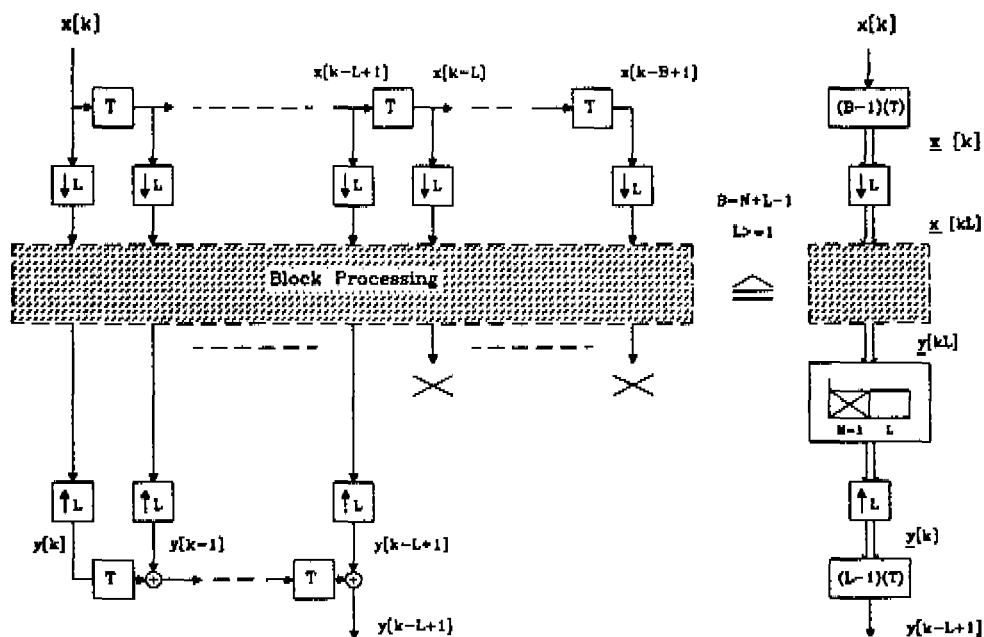 x[k]
x[k]
x[k-L+1]
x[k-L]
x[k-B+1]
T
T
T
(B-1)(T)
x [k]
↓L
↓L
↓L
↓L
↓L
↓L
B=N+L-1
L>=1
x [kL]
Block Processing
y[kL]
N-1
L
↑L
↑L
↑L
↑L
y[k]
y[k-1]
y[k-L+1]
y[k]
T
T
(L-1)(T)
y[k-L+1]
y[k-L+1]